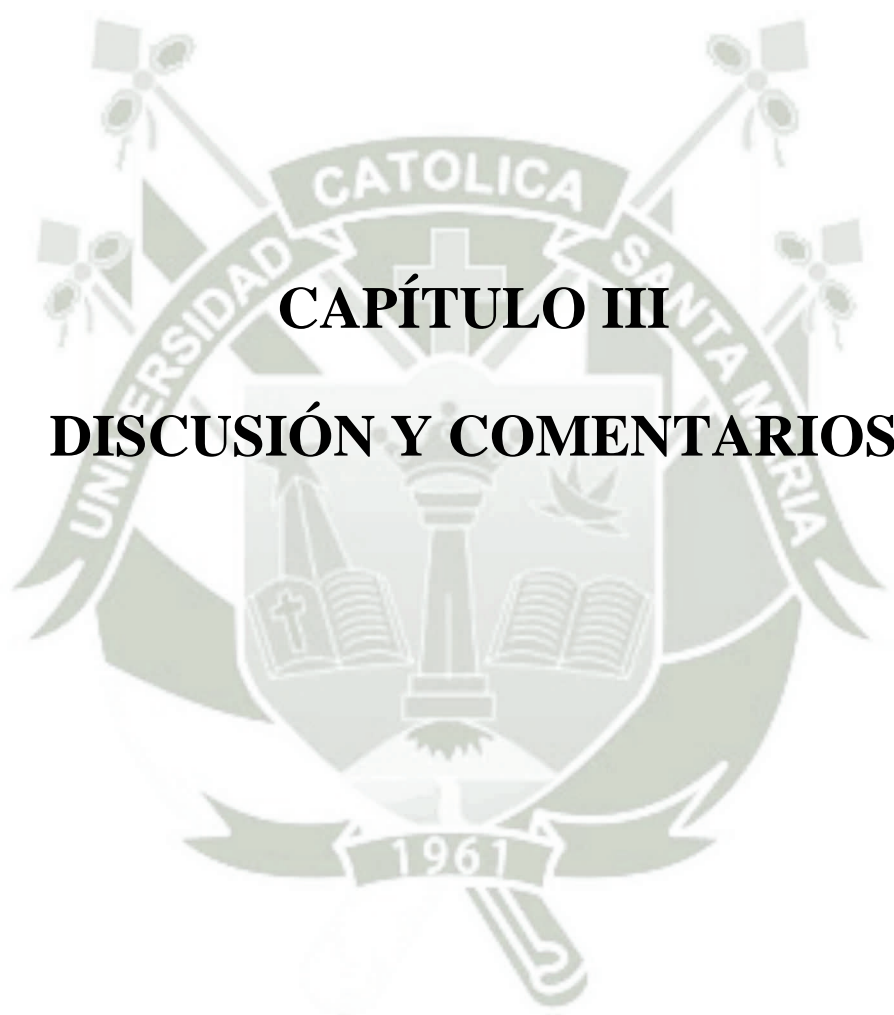 CATOLICA
UNIVERSIDAD
SANTA MARIA
CAPÍTULO III
DISCUSIÓN Y COMENTARIOS
1961